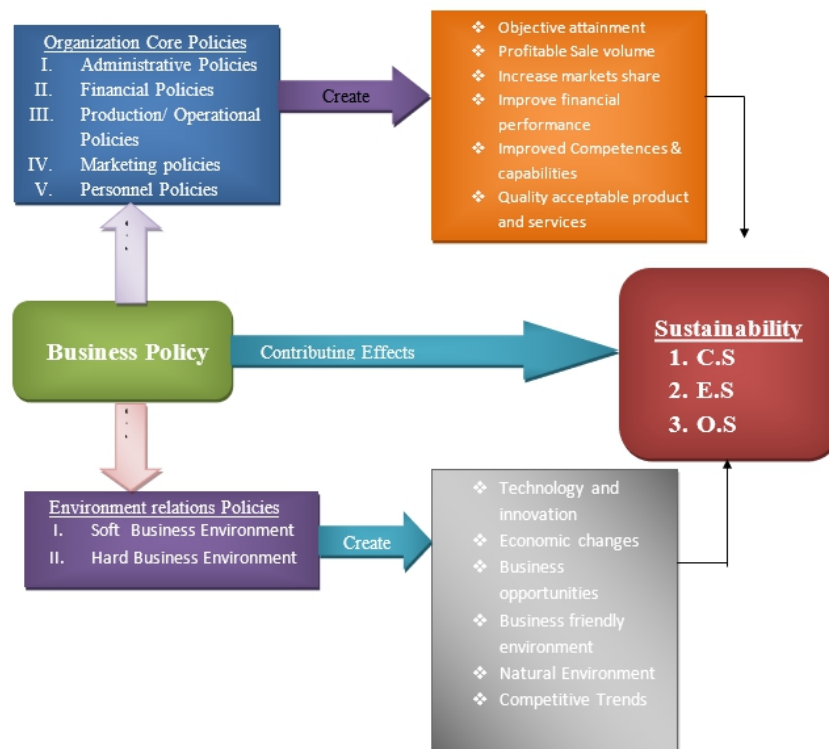 Organization Core Policies
I. Administrative Policies
II. Financial Policies
III. Production/ Operational
Policies
IV. Marketing policies
V. Personnel Policies
Create
❖ Objective attainment
❖ Profitable Sale volume
❖ Increase markets share
❖ Improve financial
performance
❖ Improved Competences &
capabilities
❖ Quality acceptable product
and services
Business Policy
Contributing Effects
Sustainability
1. C.S
2. E.S
3. O.S
Environment relations Policies
I. Soft Business Environment
II. Hard Business Environment
Create
❖ Technology and
innovation
❖ Economic changes
❖ Business
opportunities
❖ Business friendly
environment
❖ Natural Environment
❖ Competitive Trends